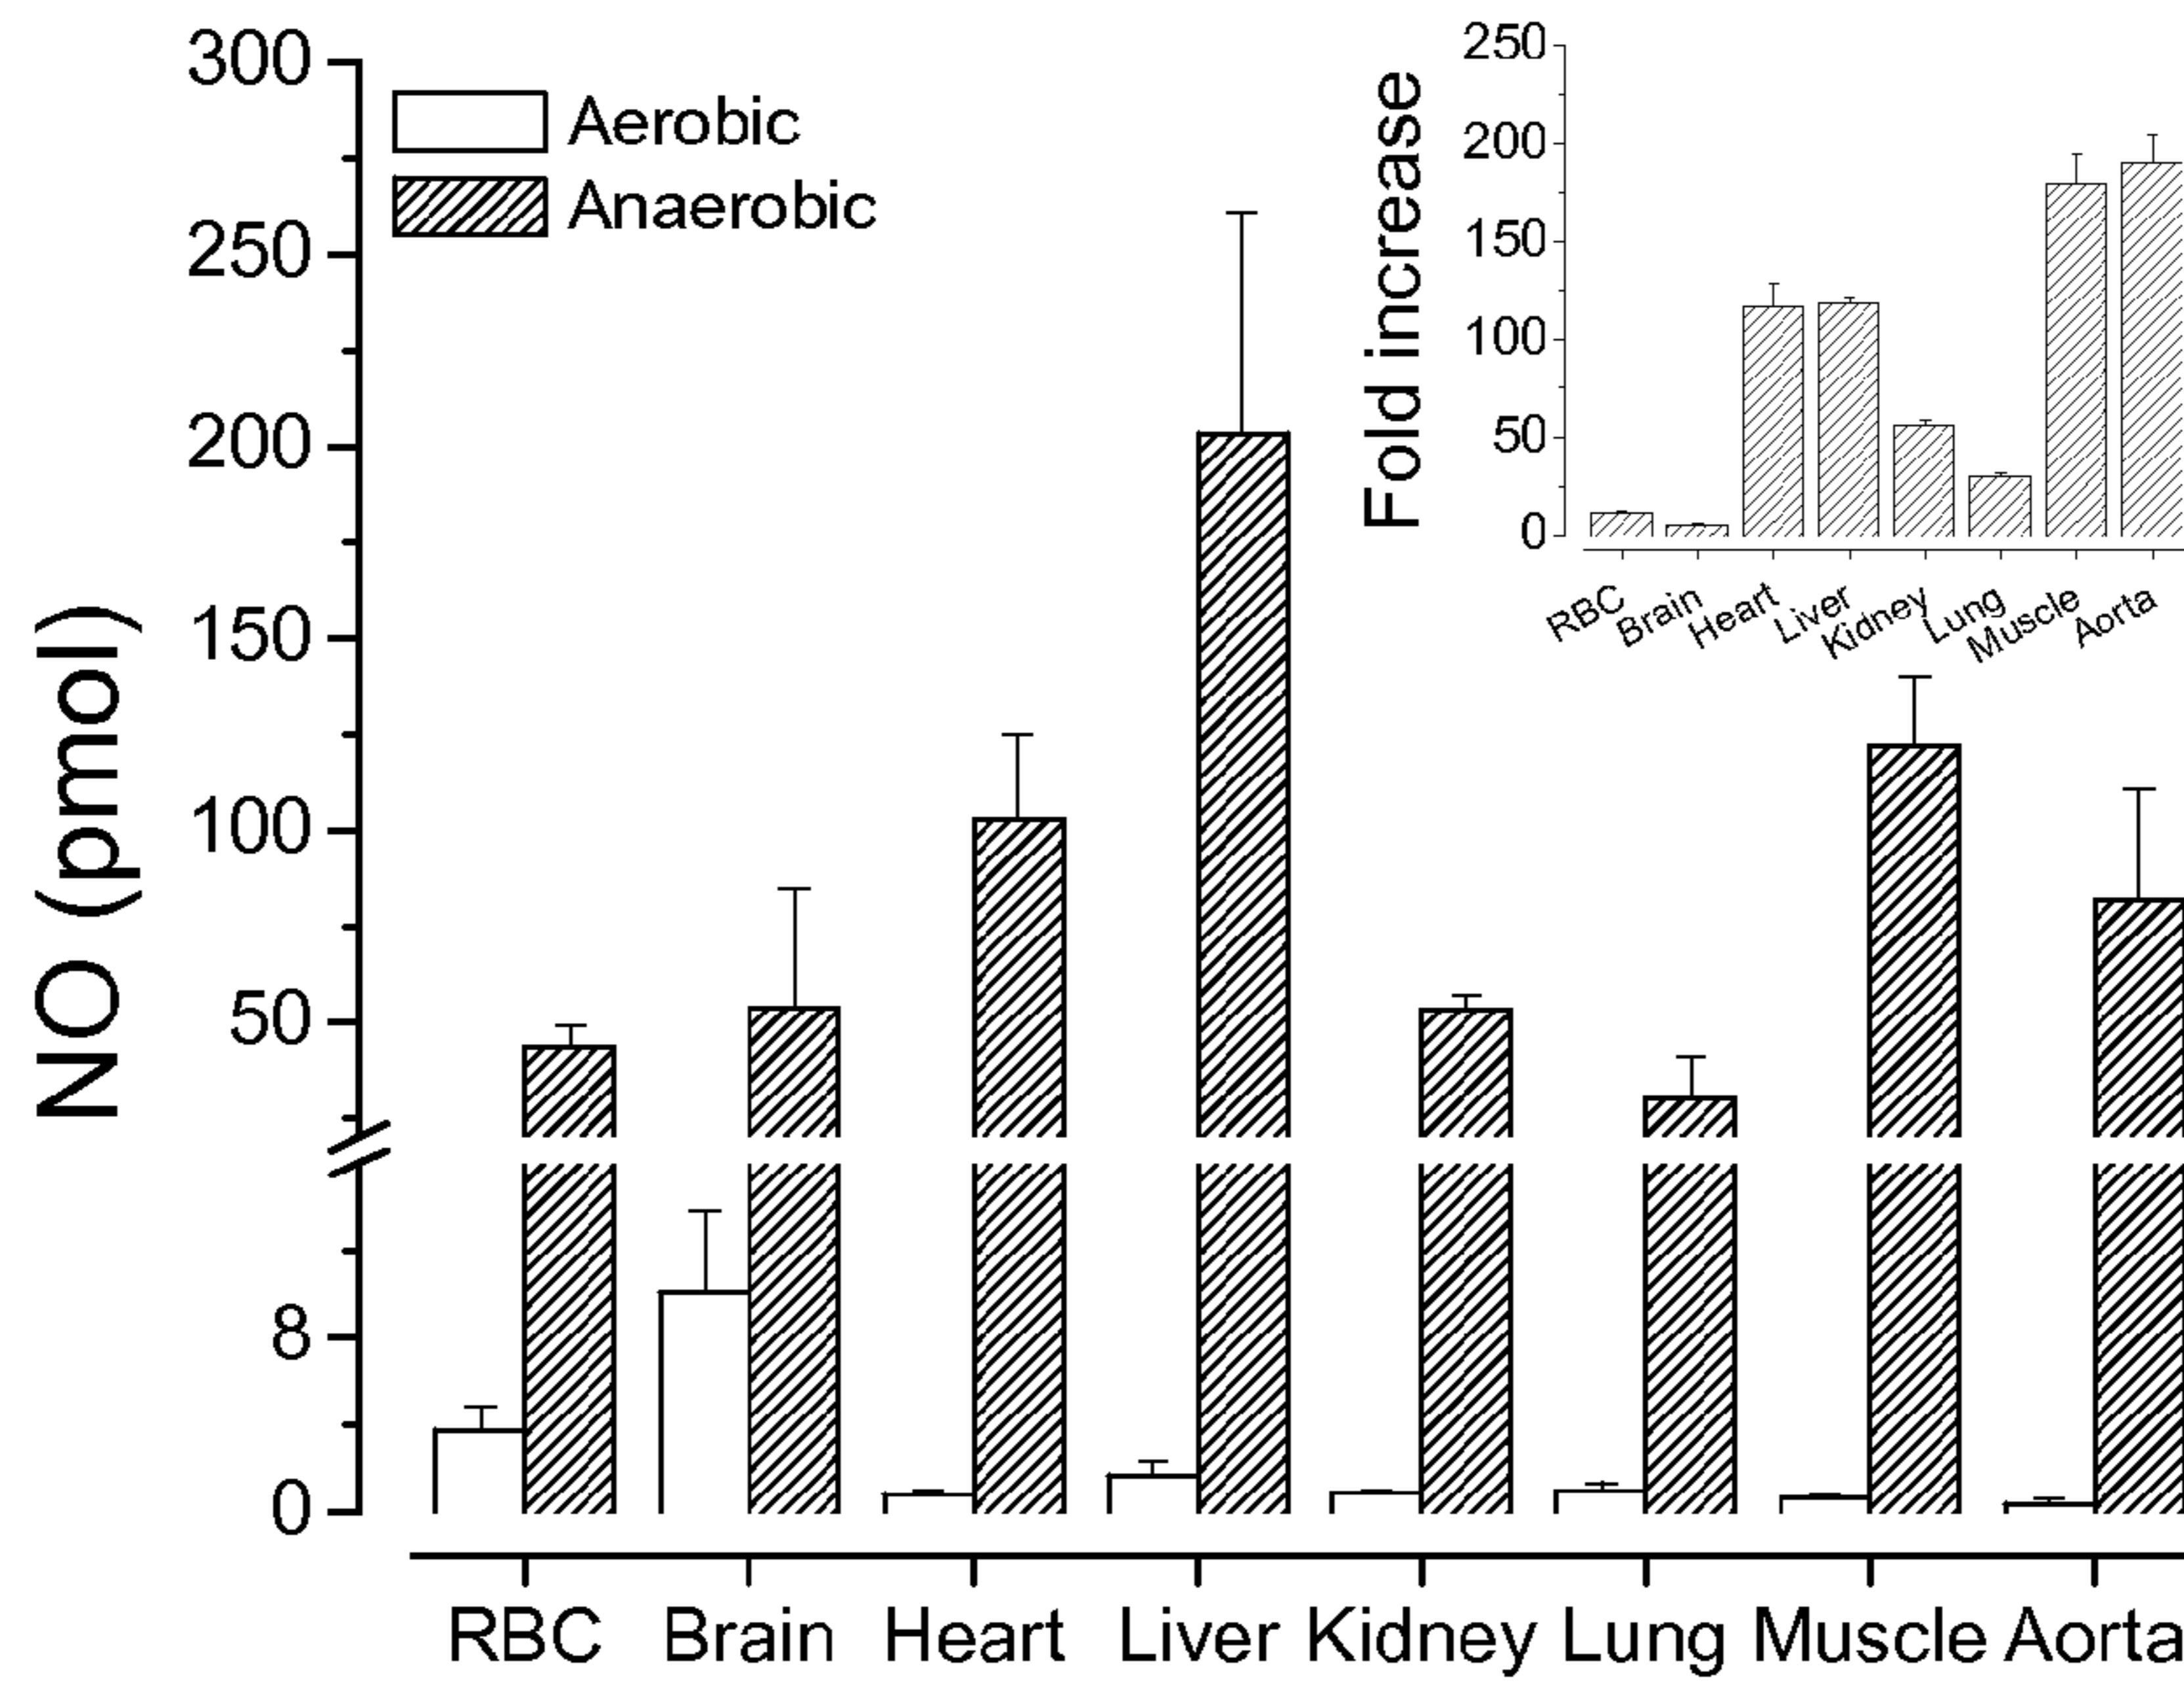 300
250
200
150
100
50
8
0
NO (pmol)
Aerobic
Anaerobic
RBC Brain Heart Liver Kidney Lung Muscle Aorta
250
200
150
100
50
0
Fold increase
RBC Brain Heart Liver Kidney Lung Muscle Aorta